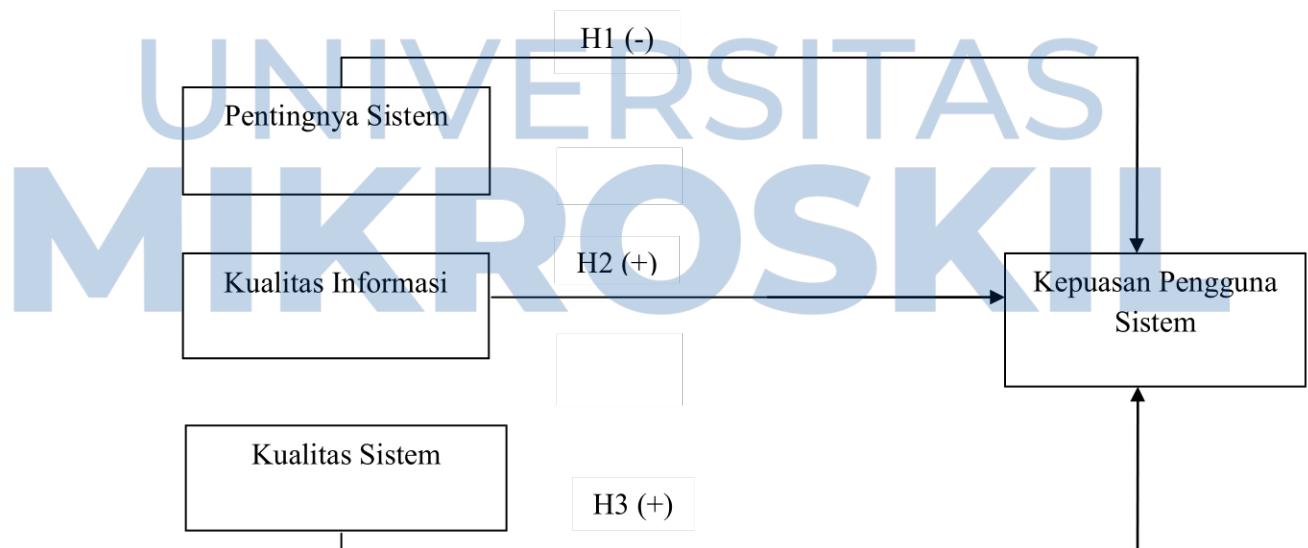 UNIVERSITAS
MIKROSKIL
H1 (-)
Pentingnya Sistem
H2 (+)
Kualitas Informasi
Kepuasan Pengguna
Sistem
Kualitas Sistem
H3 (+)